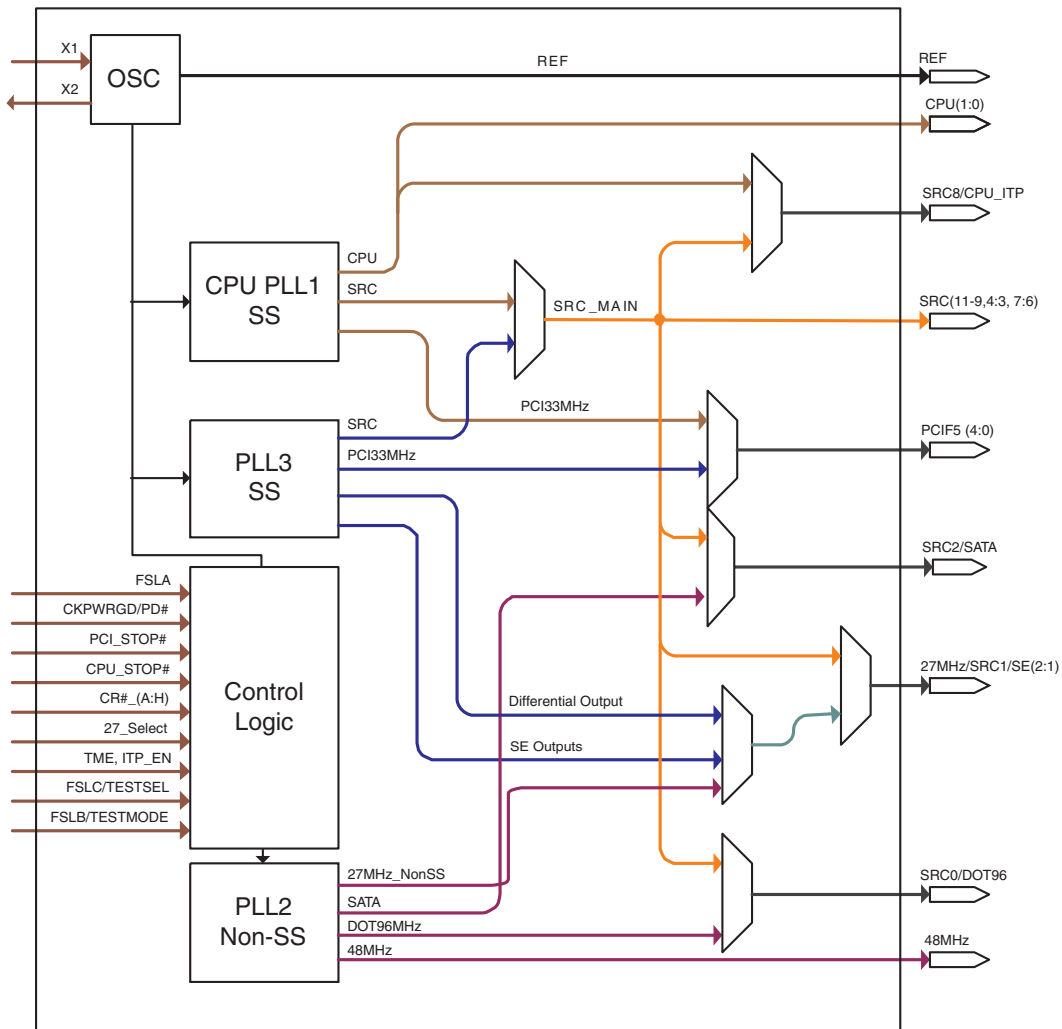 X1
X2
OSC
REF
REF
CPU(1:0)
SRC8/CPU_ITP
CPU PLL1
SS
CPU
SRC
SRC_MAIN
SRC(11-9,4:3, 7:6)
PCI33MHz
PCIF5 (4:0)
PLL3
SS
SRC
PCI33MHz
SRC2/SATA
FSLA
CKPWRGD/PD#
PCI_STOP#
CPU_STOP#
CR#_(A:H)
27_Select
TME, ITP_EN
FSLC/TESTSEL
FSLB/TESTMODE
Control
Logic
Differential Output
SE Outputs
27MHz/SRC1/SE(2:1)
PLL2
Non-SS
27MHz_NonSS
SATA
DOT96MHz
48MHz
SRC0/DOT96
48MHz